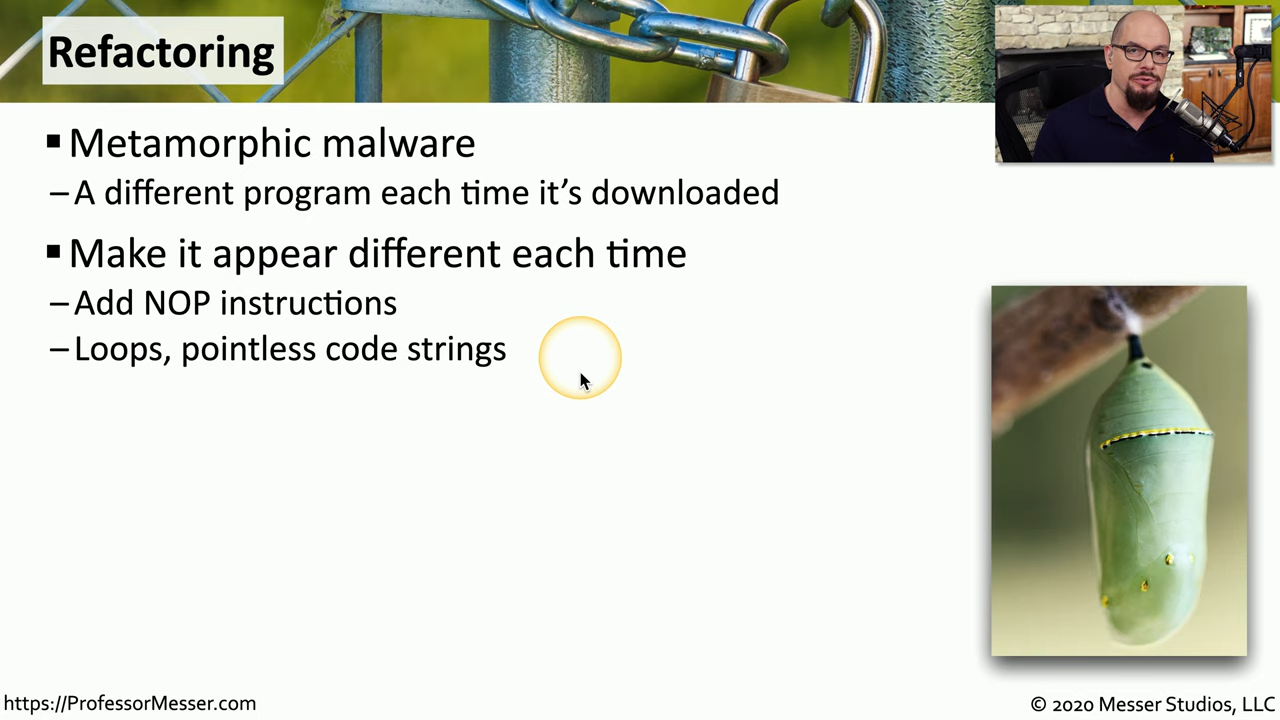 Refactoring
▪ Metamorphic malware
– A different program each time it’s downloaded
▪ Make it appear different each time
– Add NOP instructions
– Loops, pointless code strings
https://ProfessorMesser.com
© 2020 Messer Studios, LLC